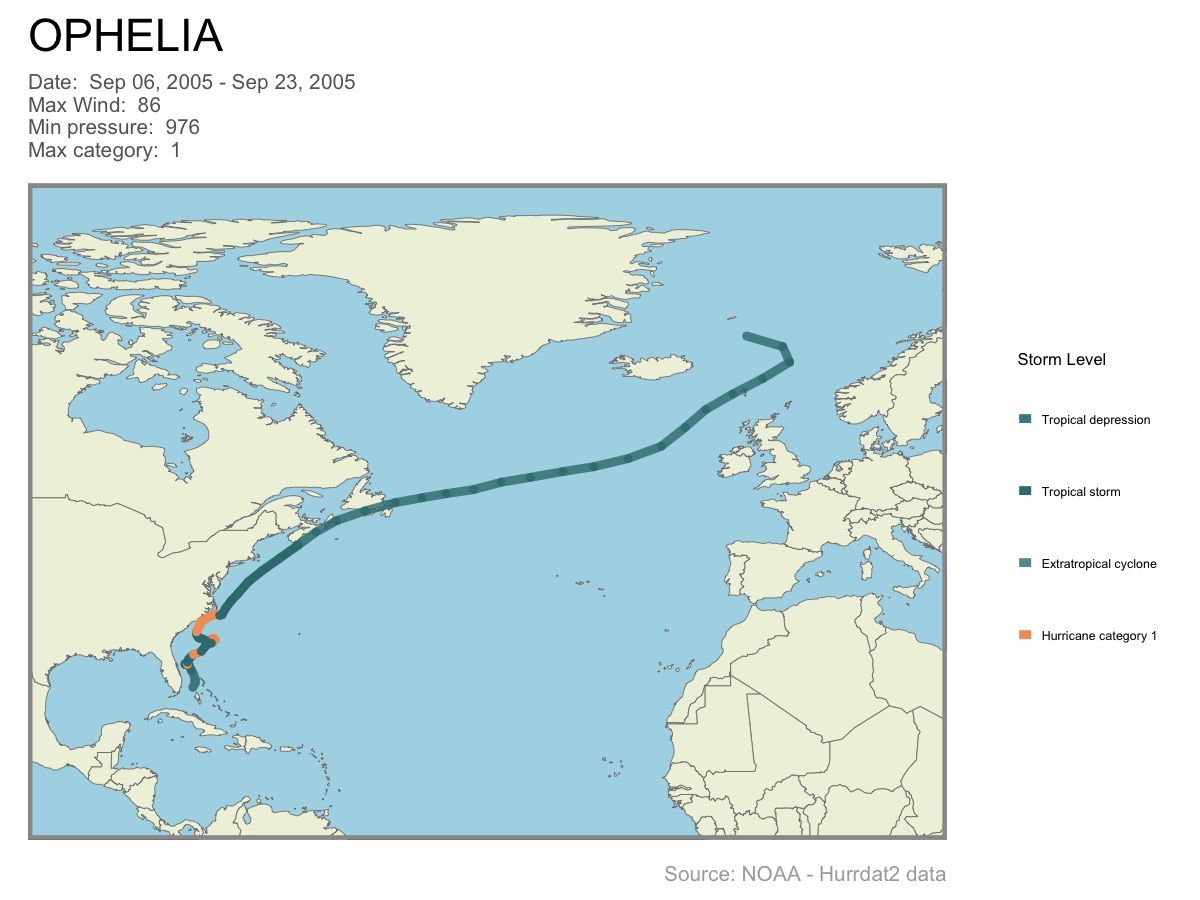 OPHELIA
Date:  Sep 06, 2005 - Sep 23, 2005
Max Wind:  86
Min pressure:  976
Max category:  1
Storm Level
Tropical depression
Tropical storm
Extratropical cyclone
Hurricane category 1
Source: NOAA - Hurrdat2 data